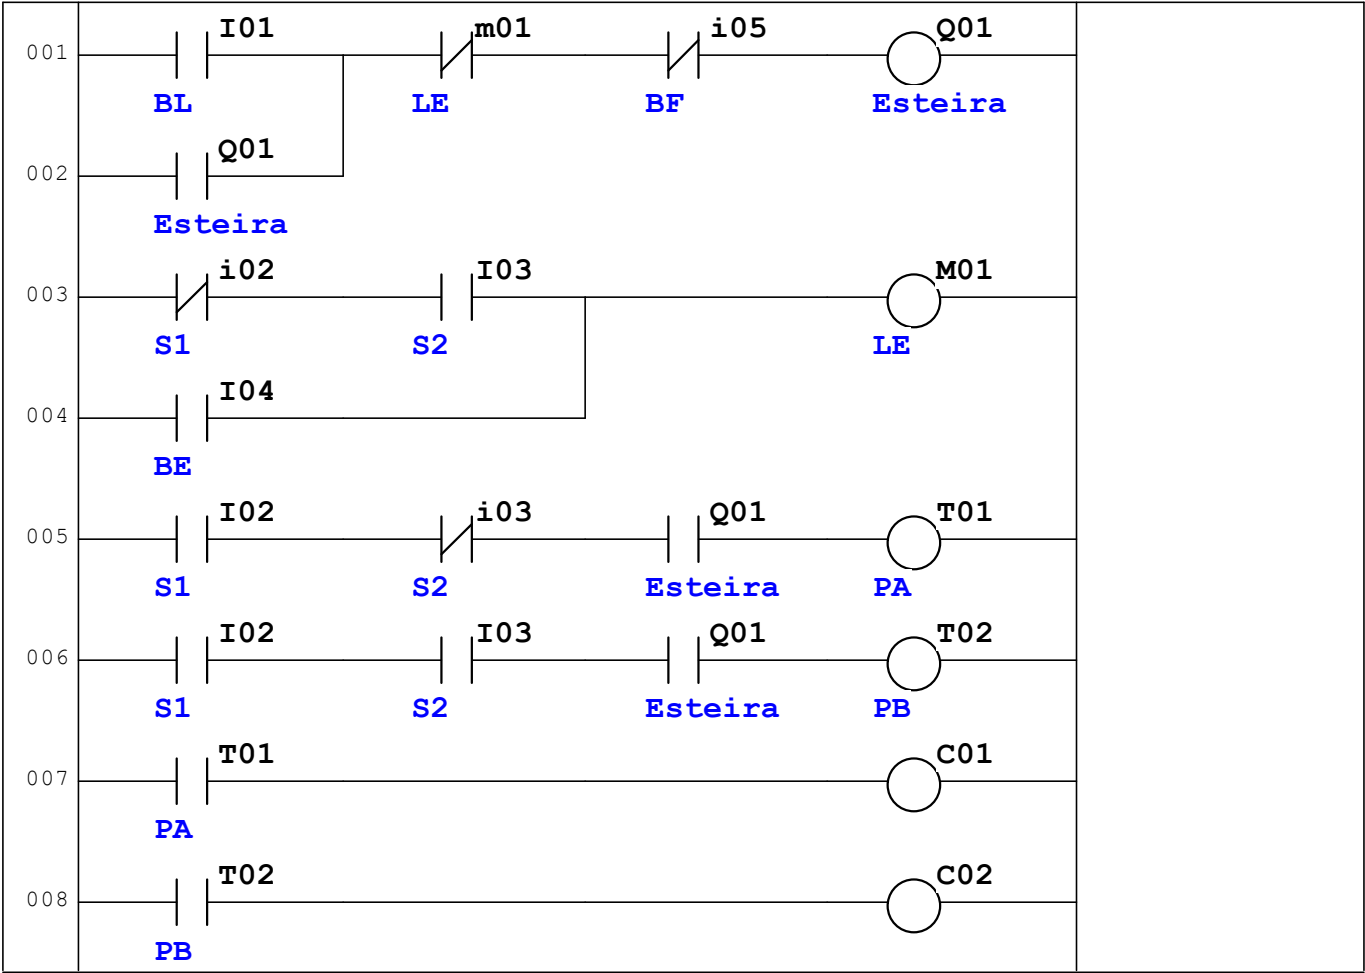 I01 m01 i05 Q01
001
BL LE BF Esteira
Q01
002
Esteira
i02 I03 M01
003
S1 S2 LE
I04
004
BE
I02 i03 Q01 T01
005
S1 S2 Esteira PA
I02 I03 Q01 T02
006
S1 S2 Esteira PB
T01 C01
007
PA
T02 C02
008
PB